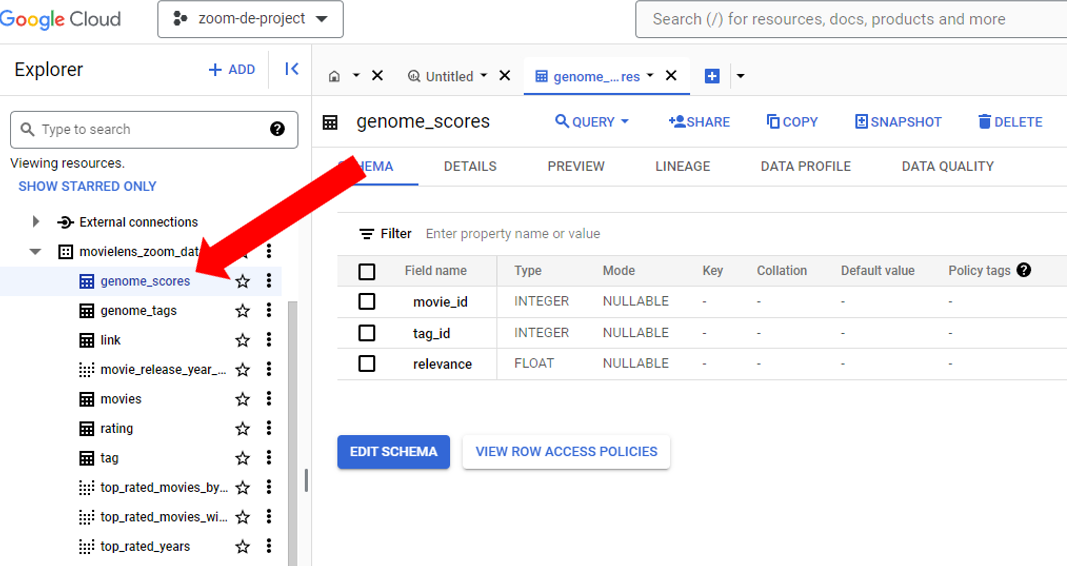 Google Cloud
zoom-de-project
Search (/) for resources, docs, products and more
Explorer
+ ADD
Type to search
?
Viewing resources.
SHOW STARRED ONLY
External connections
movielens_zoom_dat
genome_scores
genome_tags
link
movie_release_year_...
movies
rating
tag
top_rated_movies_by...
top_rated_movies_wi...
top_rated_years
Untitled
genome_...res
genome_scores
QUERY
SHARE
COPY
SNAPSHOT
DELETE
HEMA
DETAILS
PREVIEW
LINEAGE
DATA PROFILE
DATA QUALITY
Filter Enter property name or value
Field name Type Mode Key Collation Default value Policy tags ?
movie_id INTEGER NULLABLE - - - -
tag_id INTEGER NULLABLE - - - -
relevance FLOAT NULLABLE - - - -
EDIT SCHEMA
VIEW ROW ACCESS POLICIES